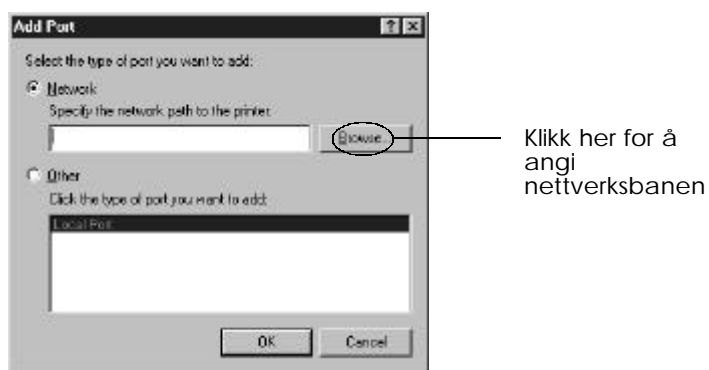 Add Port
Select the type of port you want to add:
Network
Specify the network path to the printer
Browse...
Klikk her for å
angi
nettverksbanen
Other
Click the type of port you want to add:
Local Port
OK
Cancel